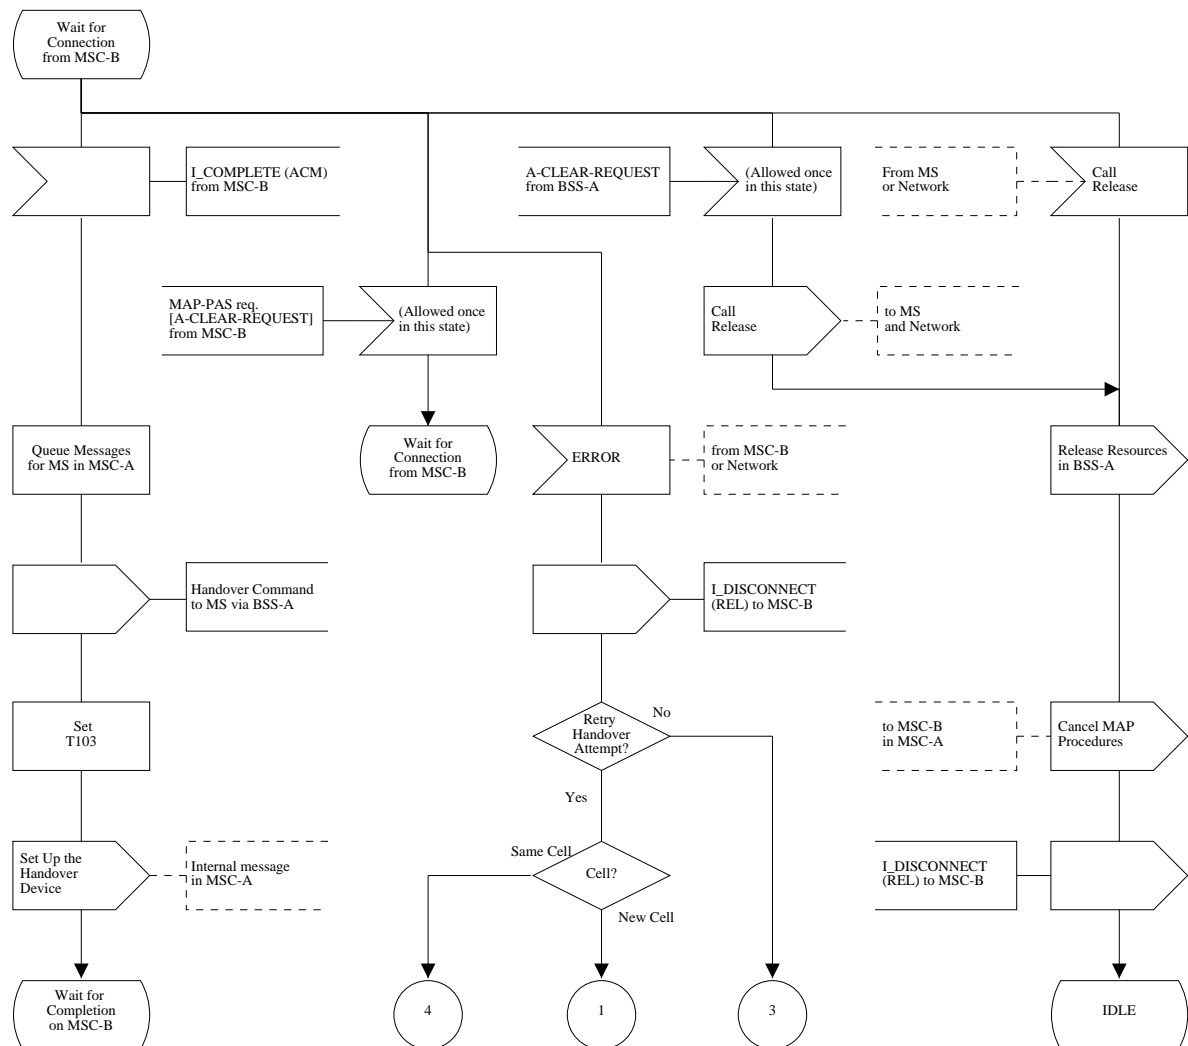 Wait for
Connection
from MSC-B
I_COMPLETE (ACM)
from MSC-B
A-CLEAR-REQUEST
from BSS-A
(Allowed once
in this state)
From MS
or Network
Call
Release
MAP-PAS req.
[A-CLEAR-REQUEST]
from MSC-B
(Allowed once
in this state)
Call
Release
to MS
and Network
Queue Messages
for MS in MSC-A
Wait for
Connection
from MSC-B
ERROR
from MSC-B
or Network
Release Resources
in BSS-A
Handover Command
to MS via BSS-A
I_DISCONNECT
(REL) to MSC-B
Set
T103
Retry
Handover
Attempt?
No
to MSC-B
in MSC-A
Cancel MAP
Procedures
Yes
Set Up the
Handover
Device
Internal message
in MSC-A
Same Cell
Cell?
New Cell
I_DISCONNECT
(REL) to MSC-B
Wait for
Completion
on MSC-B
4
1
3
IDLE